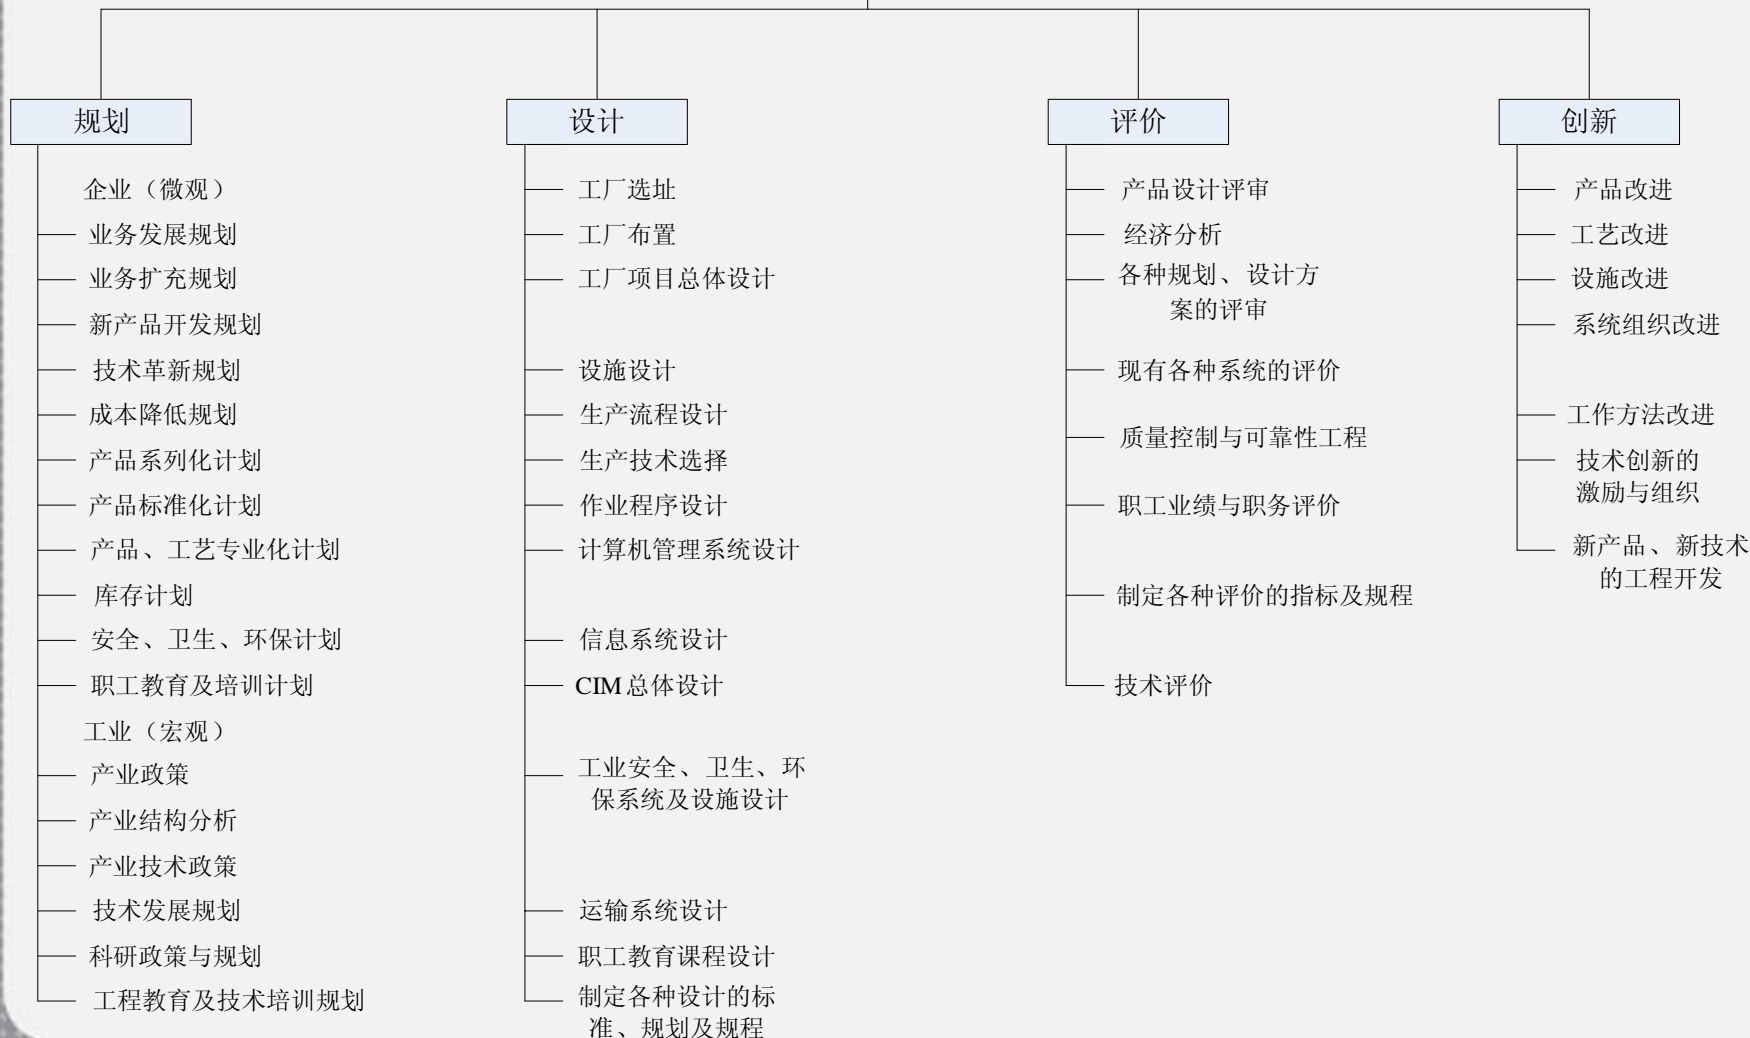 规划
企业（微观）
业务发展规划
业务扩充规划
新产品开发规划
技术革新规划
成本降低规划
产品系列化计划
产品标准化计划
产品、工艺专业化计划
库存计划
安全、卫生、环保计划
职工教育及培训计划
工业（宏观）
产业政策
产业结构分析
产业技术政策
技术发展规划
科研政策与规划
工程教育及技术培训规划
设计
工厂选址
工厂布置
工厂项目总体设计
设施设计
生产流程设计
生产技术选择
作业程序设计
计算机管理系统设计
信息系统设计
CIM总体设计
工业安全、卫生、环
保系统及设施设计
运输系统设计
职工教育课程设计
制定各种设计的标
准、规划及规程
评价
产品设计评审
经济分析
各种规划、设计方
案的评审
现有各种系统的评价
质量控制与可靠性工程
职工业绩与职务评价
制定各种评价的指标及规程
技术评价
创新
产品改进
工艺改进
设施改进
系统组织改进
工作方法改进
技术创新的
激励与组织
新产品、新技术
的工程开发